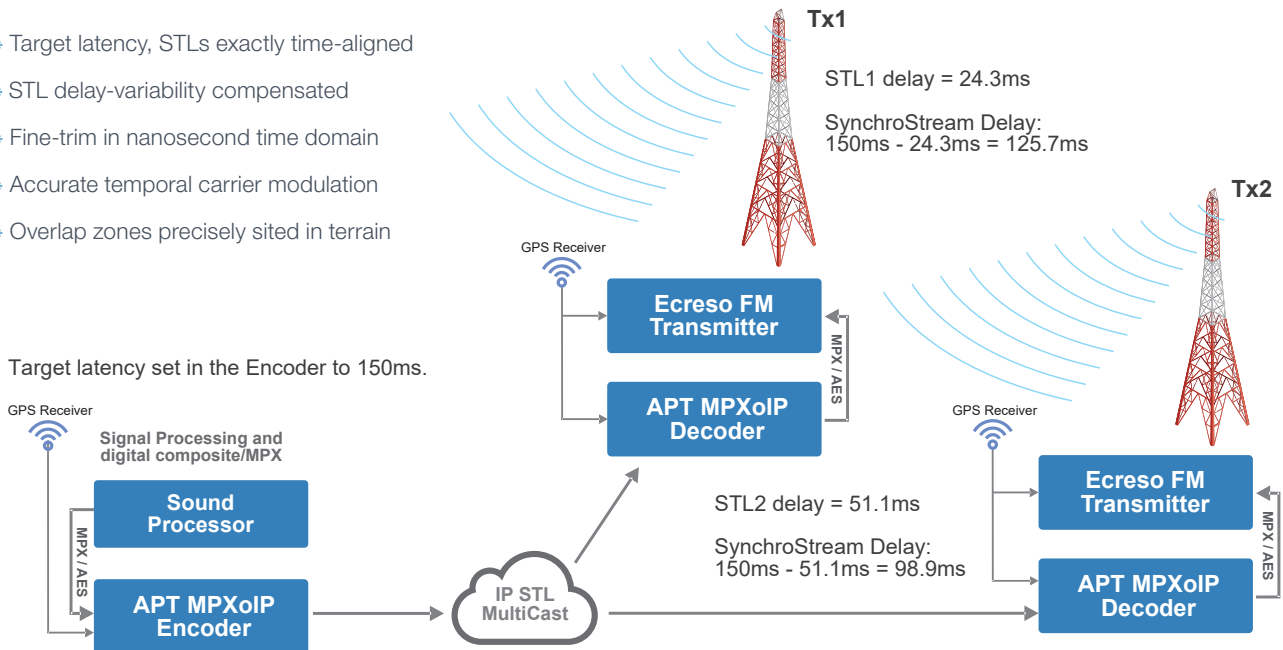 Target latency, STLs exactly time-aligned
STL delay-variability compensated
Fine-trim in nanosecond time domain
Accurate temporal carrier modulation
Overlap zones precisely sited in terrain
Tx1
STL1 delay = 24.3ms
SynchroStream Delay:
150ms - 24.3ms = 125.7ms
Tx2
GPS Receiver
Ecreso FM
Transmitter
MPX / AES
APT MPXoIP
Decoder
Target latency set in the Encoder to 150ms.
GPS Receiver
Signal Processing and
digital composite/MPX
Sound
Processor
MPX / AES
APT MPXoIP
Encoder
IP STL
MultiCast
STL2 delay = 51.1ms
SynchroStream Delay:
150ms - 51.1ms = 98.9ms
GPS Receiver
Ecreso FM
Transmitter
MPX / AES
APT MPXoIP
Decoder